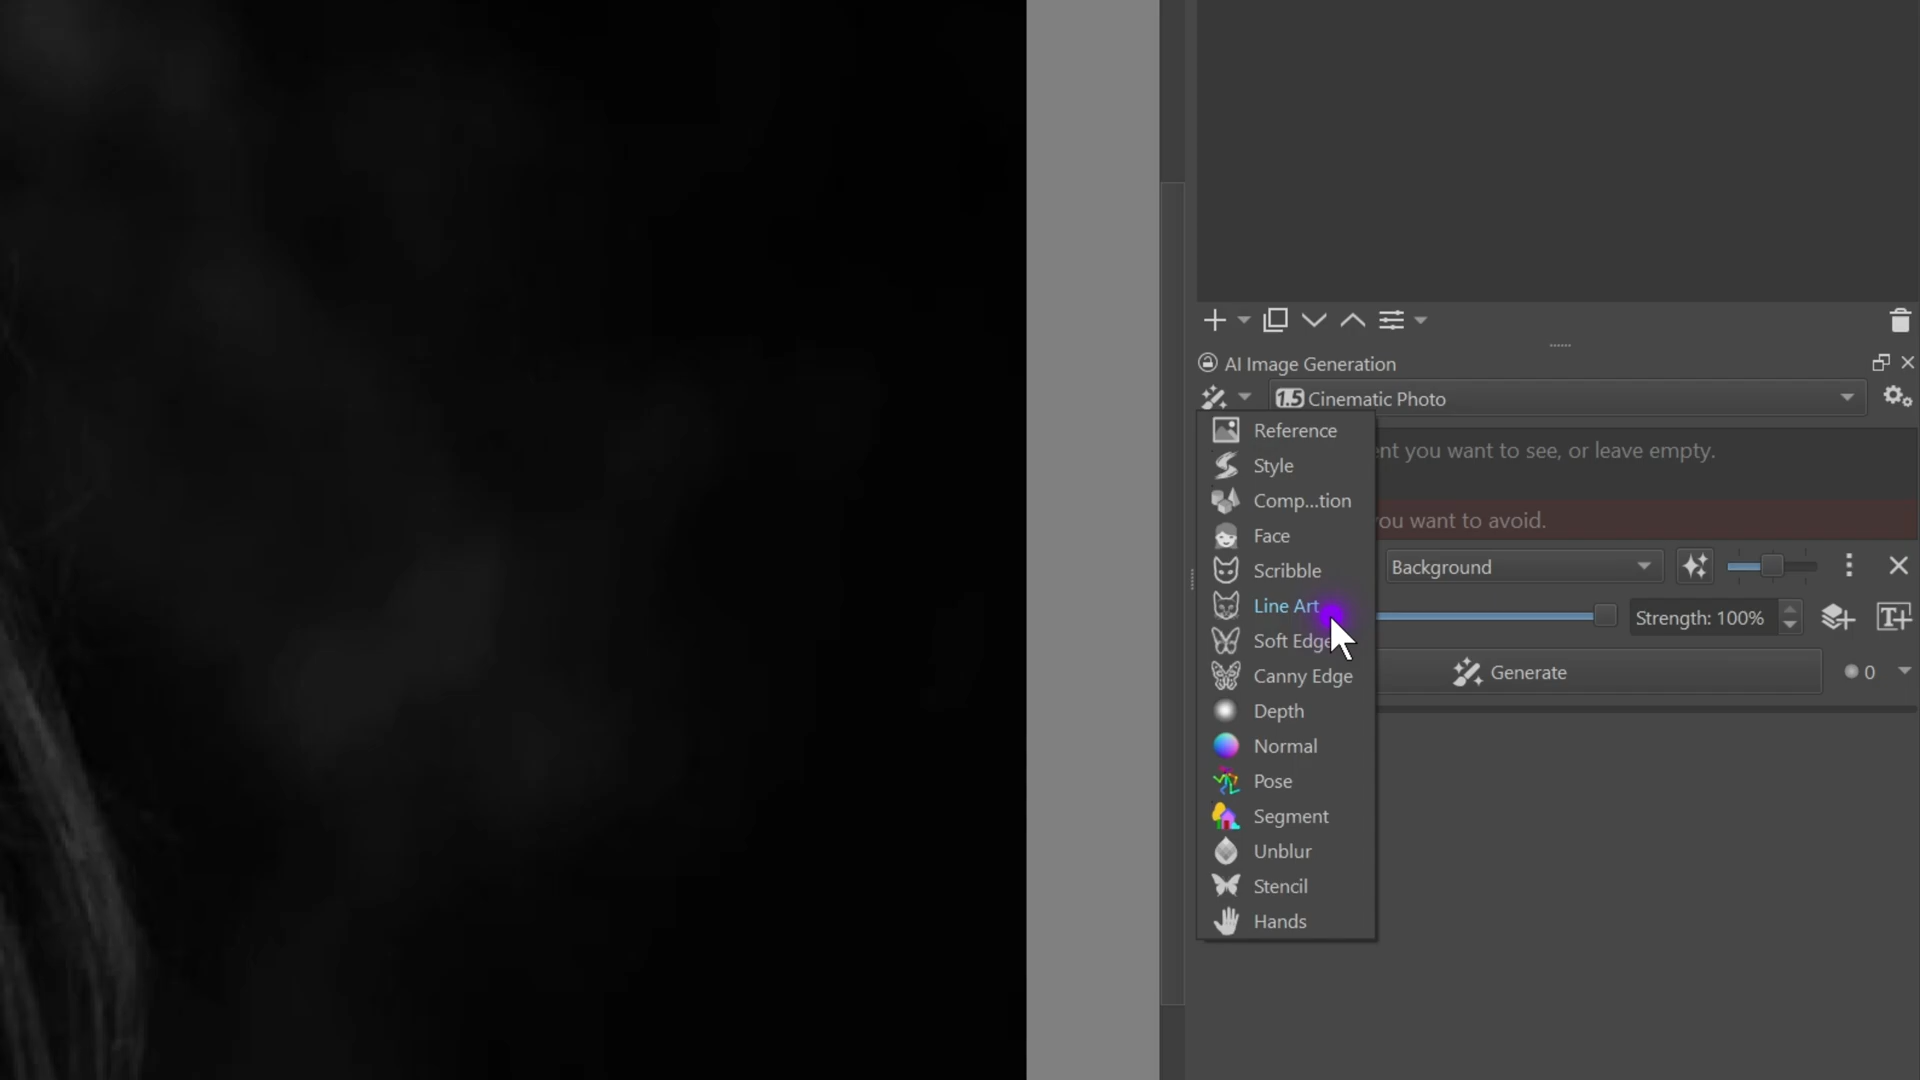 AI Image Generation
1.5 Cinematic Photo
Reference
ent you want to see, or leave empty.
Style
Comp...tion
you want to avoid.
Face
Background
Scribble
Line Art
Strength: 100%
Soft Edge
Canny Edge
Generate
0
Depth
Normal
Pose
Segment
Unblur
Stencil
Hands